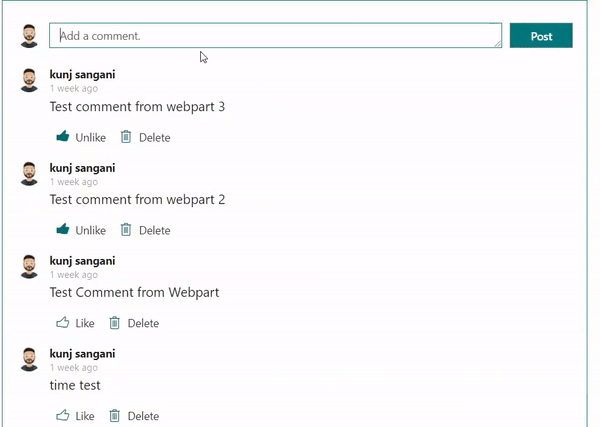 Add a comment.
Post
kunj sangani
1 week ago
Test comment from webpart 3
Unlike Delete
kunj sangani
1 week ago
Test comment from webpart 2
Unlike Delete
kunj sangani
1 week ago
Test Comment from Webpart
Like Delete
kunj sangani
1 week ago
time test
Like Delete